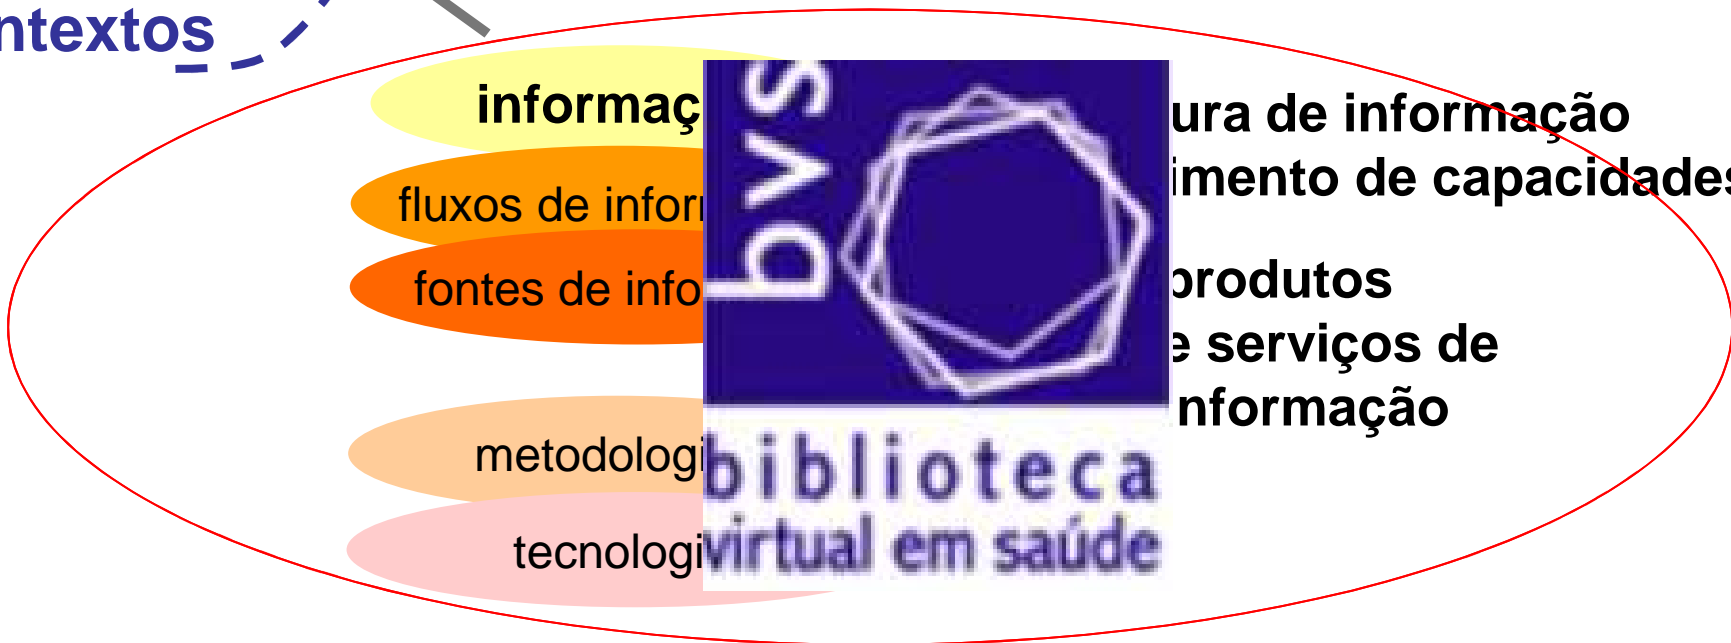 ntextos
informaç
ura de informação
imento de capacidades
fluxos de infor
fontes de info
produtos
e serviços de
nformação
metodologi
tecnologi
bvs
biblioteca
virtual em saúde